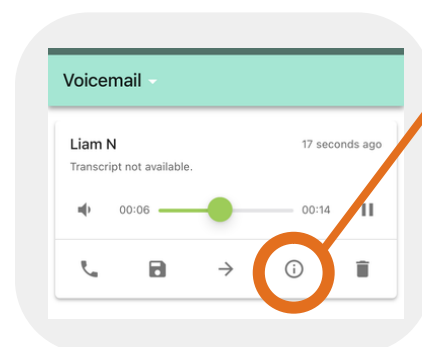 Voicemail
Liam N 17 seconds ago
Transcript not available.
00:06 00:14